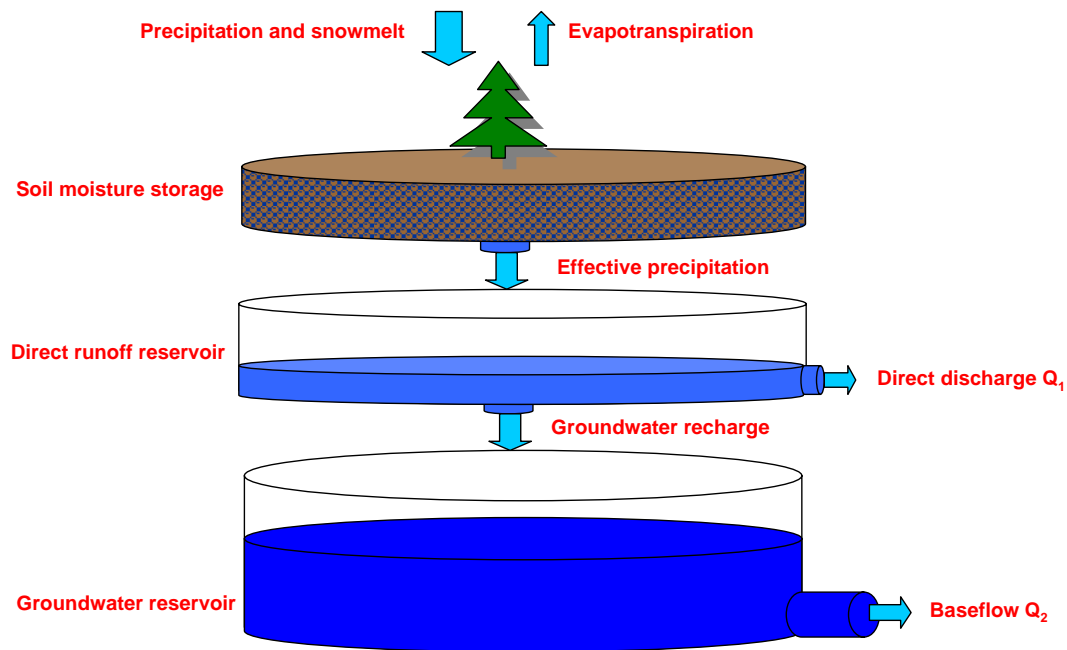 Precipitation and snowmelt
Evapotranspiration
Soil moisture storage
Effective precipitation
Direct runoff reservoir
Direct discharge Q₁
Groundwater recharge
Groundwater reservoir
Baseflow Q₂